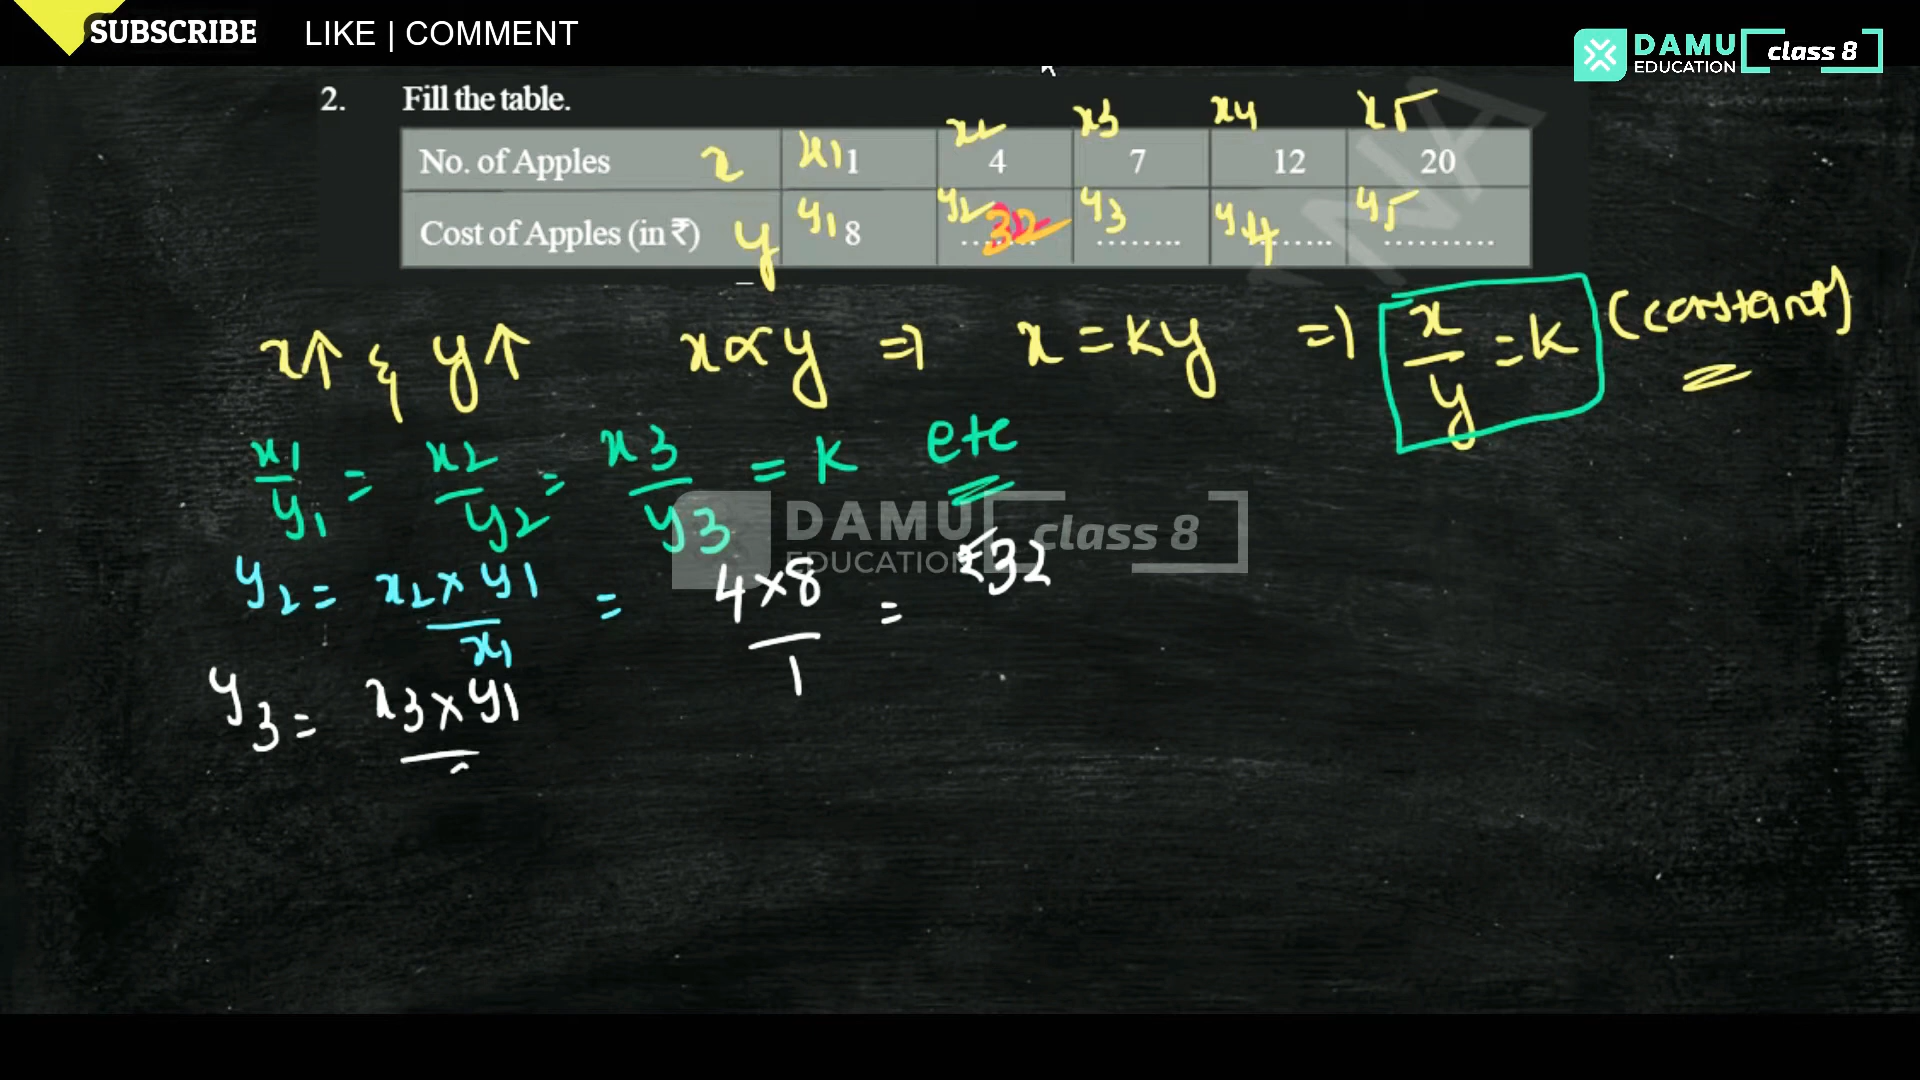 SUBSCRIBE LIKE | COMMENT
DAMU EDUCATION class 8
2. Fill the table.
x1 x2 x3 x4 x5
No. of Apples x 1 4 7 12 20
Cost of Apples (in ₹) y y1 8 y2 32 y3 ........ y4 ...... y5 ..........
x↑ & y↑ x∝y ⇒ x = ky ⇒ x/y = k (constant)
x1/y1 = x2/y2 = x3/y3 = k etc
DAMU EDUCATION class 8
y2 = x2 × y1 / x1 = 4×8 / 1 = ₹32
y3 = x3 × y1